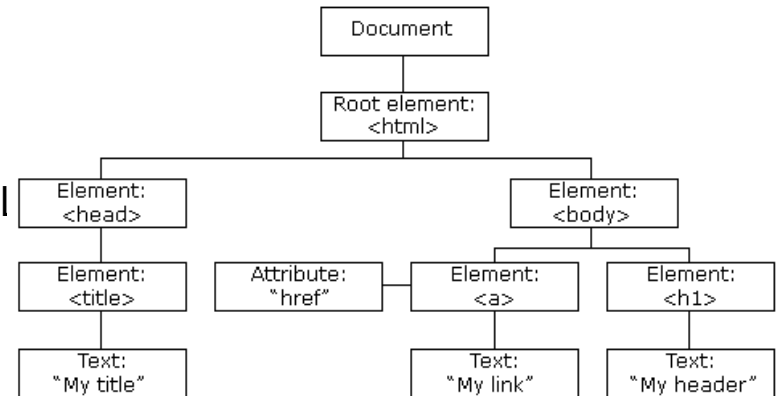 Document
Root element:
<html>
Element:
<head>
Element:
<body>
Element:
<title>
Attribute:
“href”
Element:
<a>
Element:
<h1>
Text:
“My title”
Text:
“My link”
Text:
“My header”